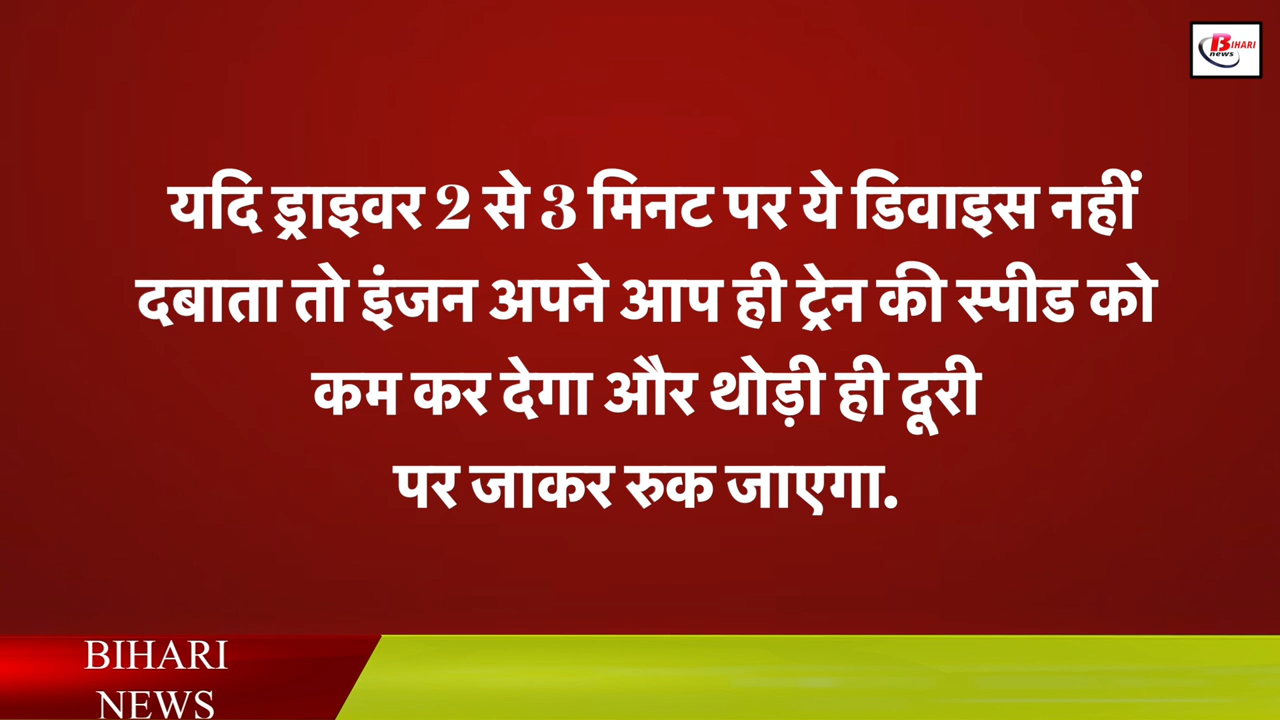 BIHARI
news
यदि ड्राइवर 2 से 3 मिनट पर ये डिवाइस नहीं
दबाता तो इंजन अपने आप ही ट्रेन की स्पीड को
कम कर देगा और थोड़ी ही दूरी
पर जाकर रुक जाएगा.
BIHARI
NEWS